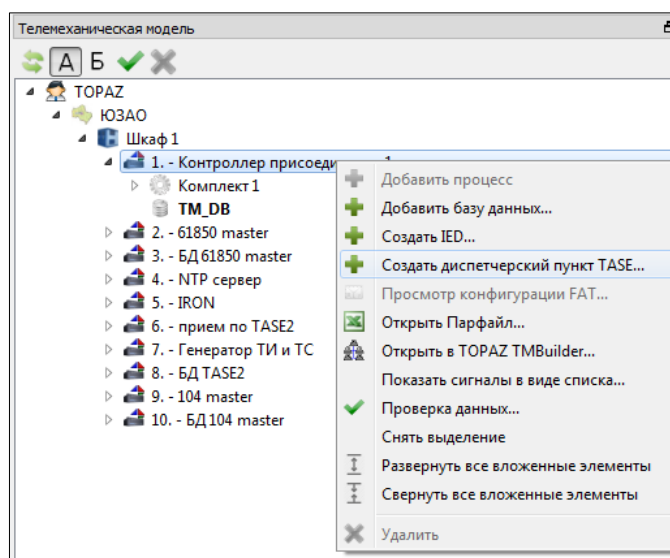 Телемеханическая модель
А Б
TOPAZ
ЮЗАО
Шкаф 1
1. - Контроллер
Комплект 1
TM_DB
2. - 61850 master
3. - БД 61850 master
4. - NTP сервер
5. - IRON
6. - прием по TASE2
7. - Генератор ТИ и ТС
8. - БД TASE2
9. - 104 master
10. - БД 104 master
Добавить процесс
Добавить базу данных...
Создать IED...
Создать диспетчерский пункт TASE...
Просмотр конфигурации FAT...
Открыть Парфайл...
Открыть в TOPAZ TMBuilder...
Показать сигналы в виде списка...
Проверка данных...
Снять выделение
Развернуть все вложенные элементы
Свернуть все вложенные элементы
Удалить